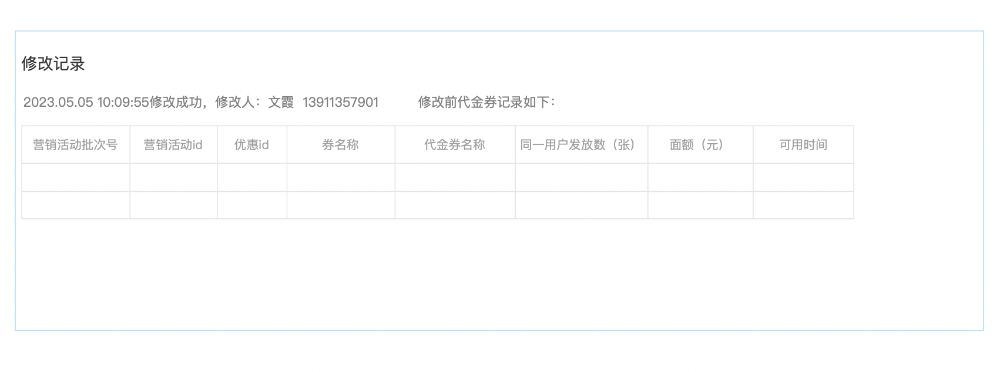 修改记录
2023.05.05 10:09:55修改成功，修改人：文霞 13911357901 修改前代金券记录如下：
营销活动批次号 营销活动id 优惠id 券名称 代金券名称 同一用户发放数（张） 面额（元） 可用时间